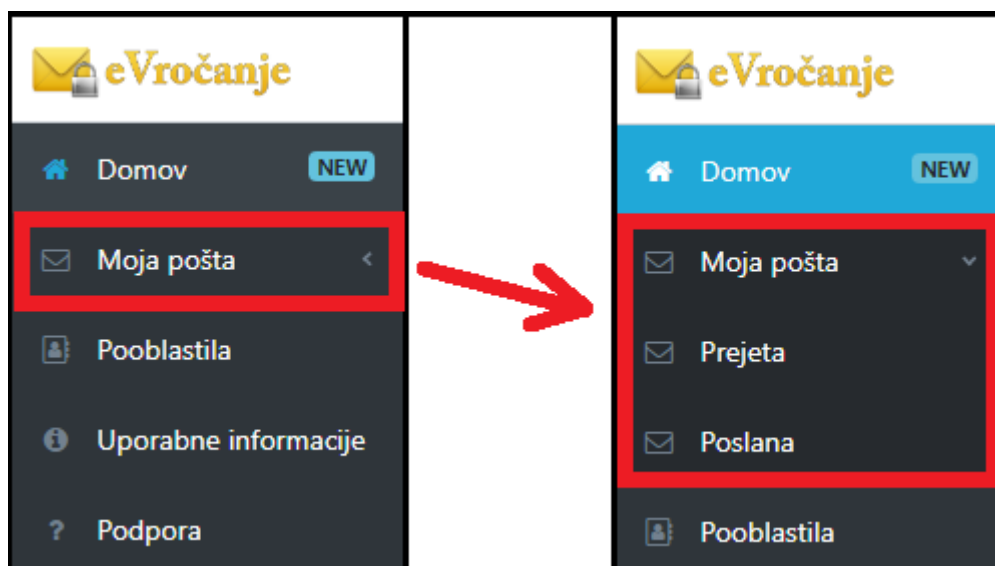 eVročanje
Domov NEW
Moja pošta
Pooblastila
Uporabne informacije
? Podpora
eVročanje
Domov NEW
Moja pošta
Prejeta
Poslana
Pooblastila